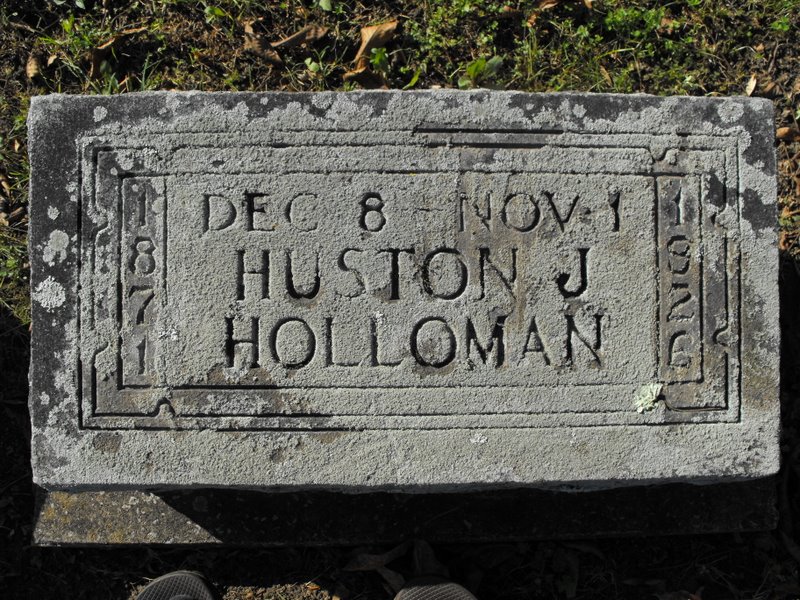 1871
DEC 8 - NOV 1
HUSTON J
HOLLOMAN